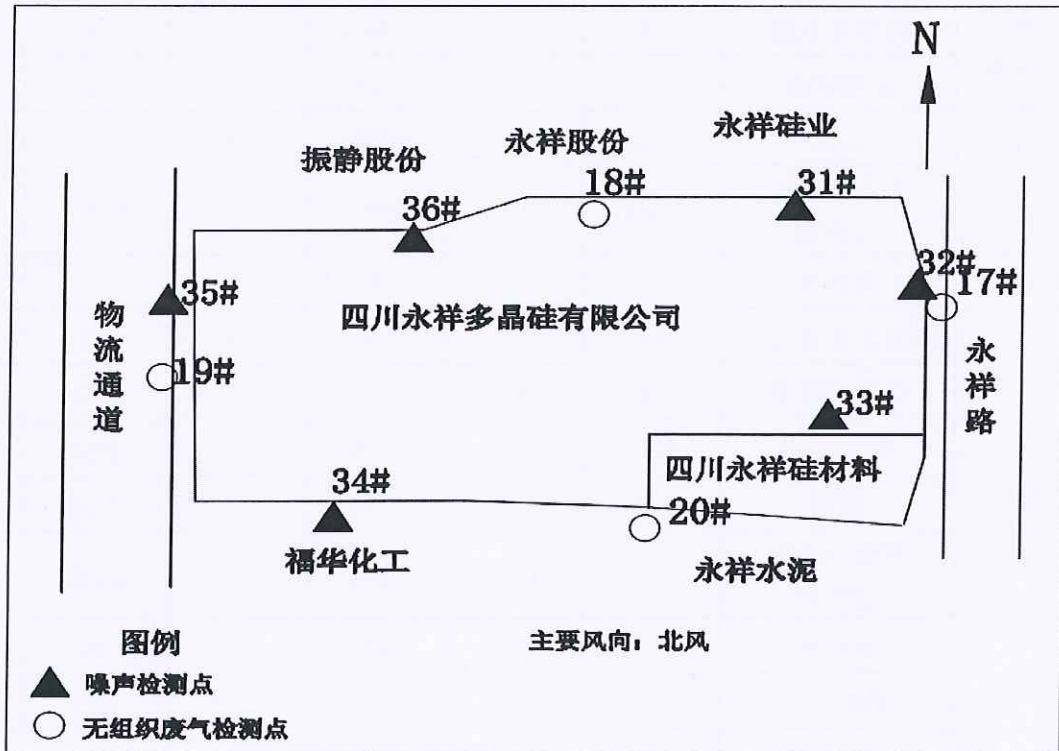 N
永祥硅业
永祥股份
振静股份
18#
31#
36#
32#
17#
35#
四川永祥多晶硅有限公司
物流通道
19#
永祥路
33#
四川永祥硅材料
34#
20#
福华化工
永祥水泥
图例
主要风向：北风
噪声检测点
无组织废气检测点